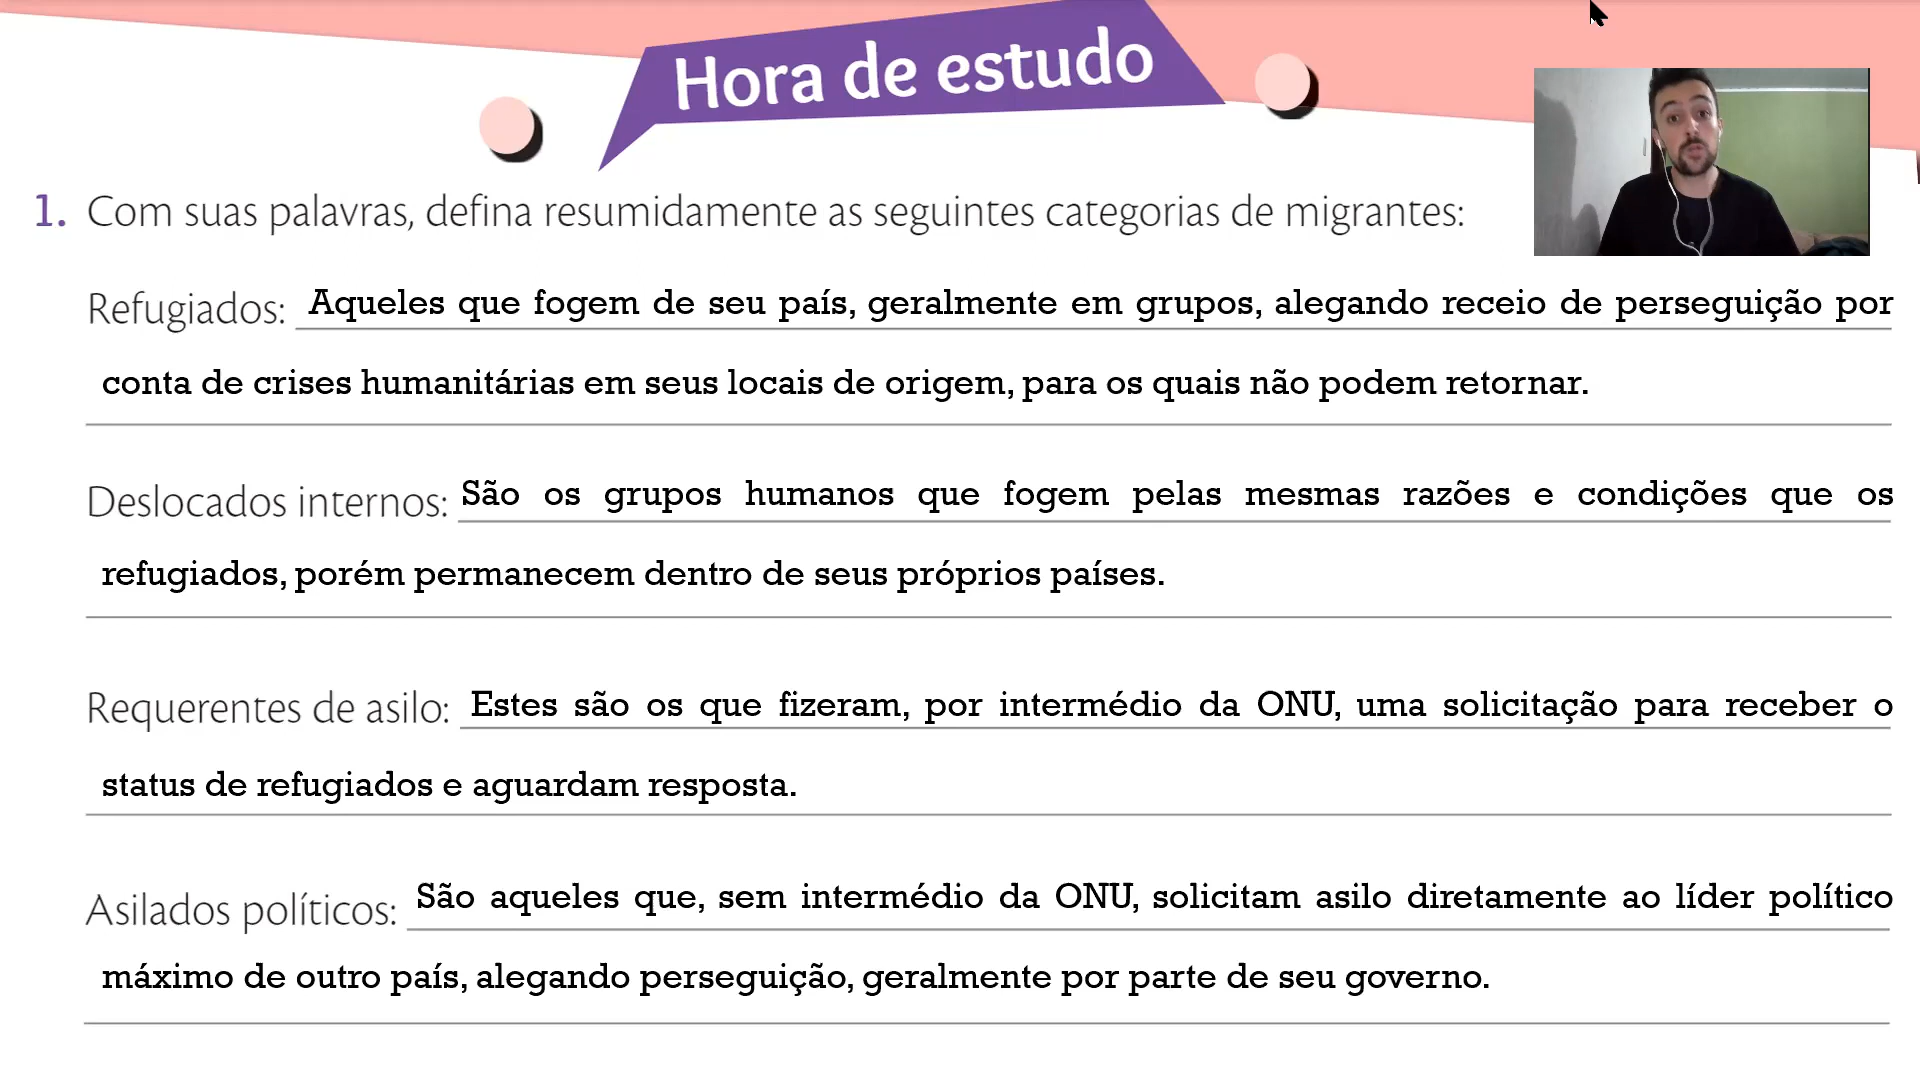 Hora de estudo
1. Com suas palavras, defina resumidamente as seguintes categorias de migrantes:
Refugiados: Aqueles que fogem de seu país, geralmente em grupos, alegando receio de perseguição por
conta de crises humanitárias em seus locais de origem, para os quais não podem retornar.
Deslocados internos: São os grupos humanos que fogem pelas mesmas razões e condições que os
refugiados, porém permanecem dentro de seus próprios países.
Requerentes de asilo: Estes são os que fizeram, por intermédio da ONU, uma solicitação para receber o
status de refugiados e aguardam resposta.
Asilados políticos: São aqueles que, sem intermédio da ONU, solicitam asilo diretamente ao líder político
máximo de outro país, alegando perseguição, geralmente por parte de seu governo.